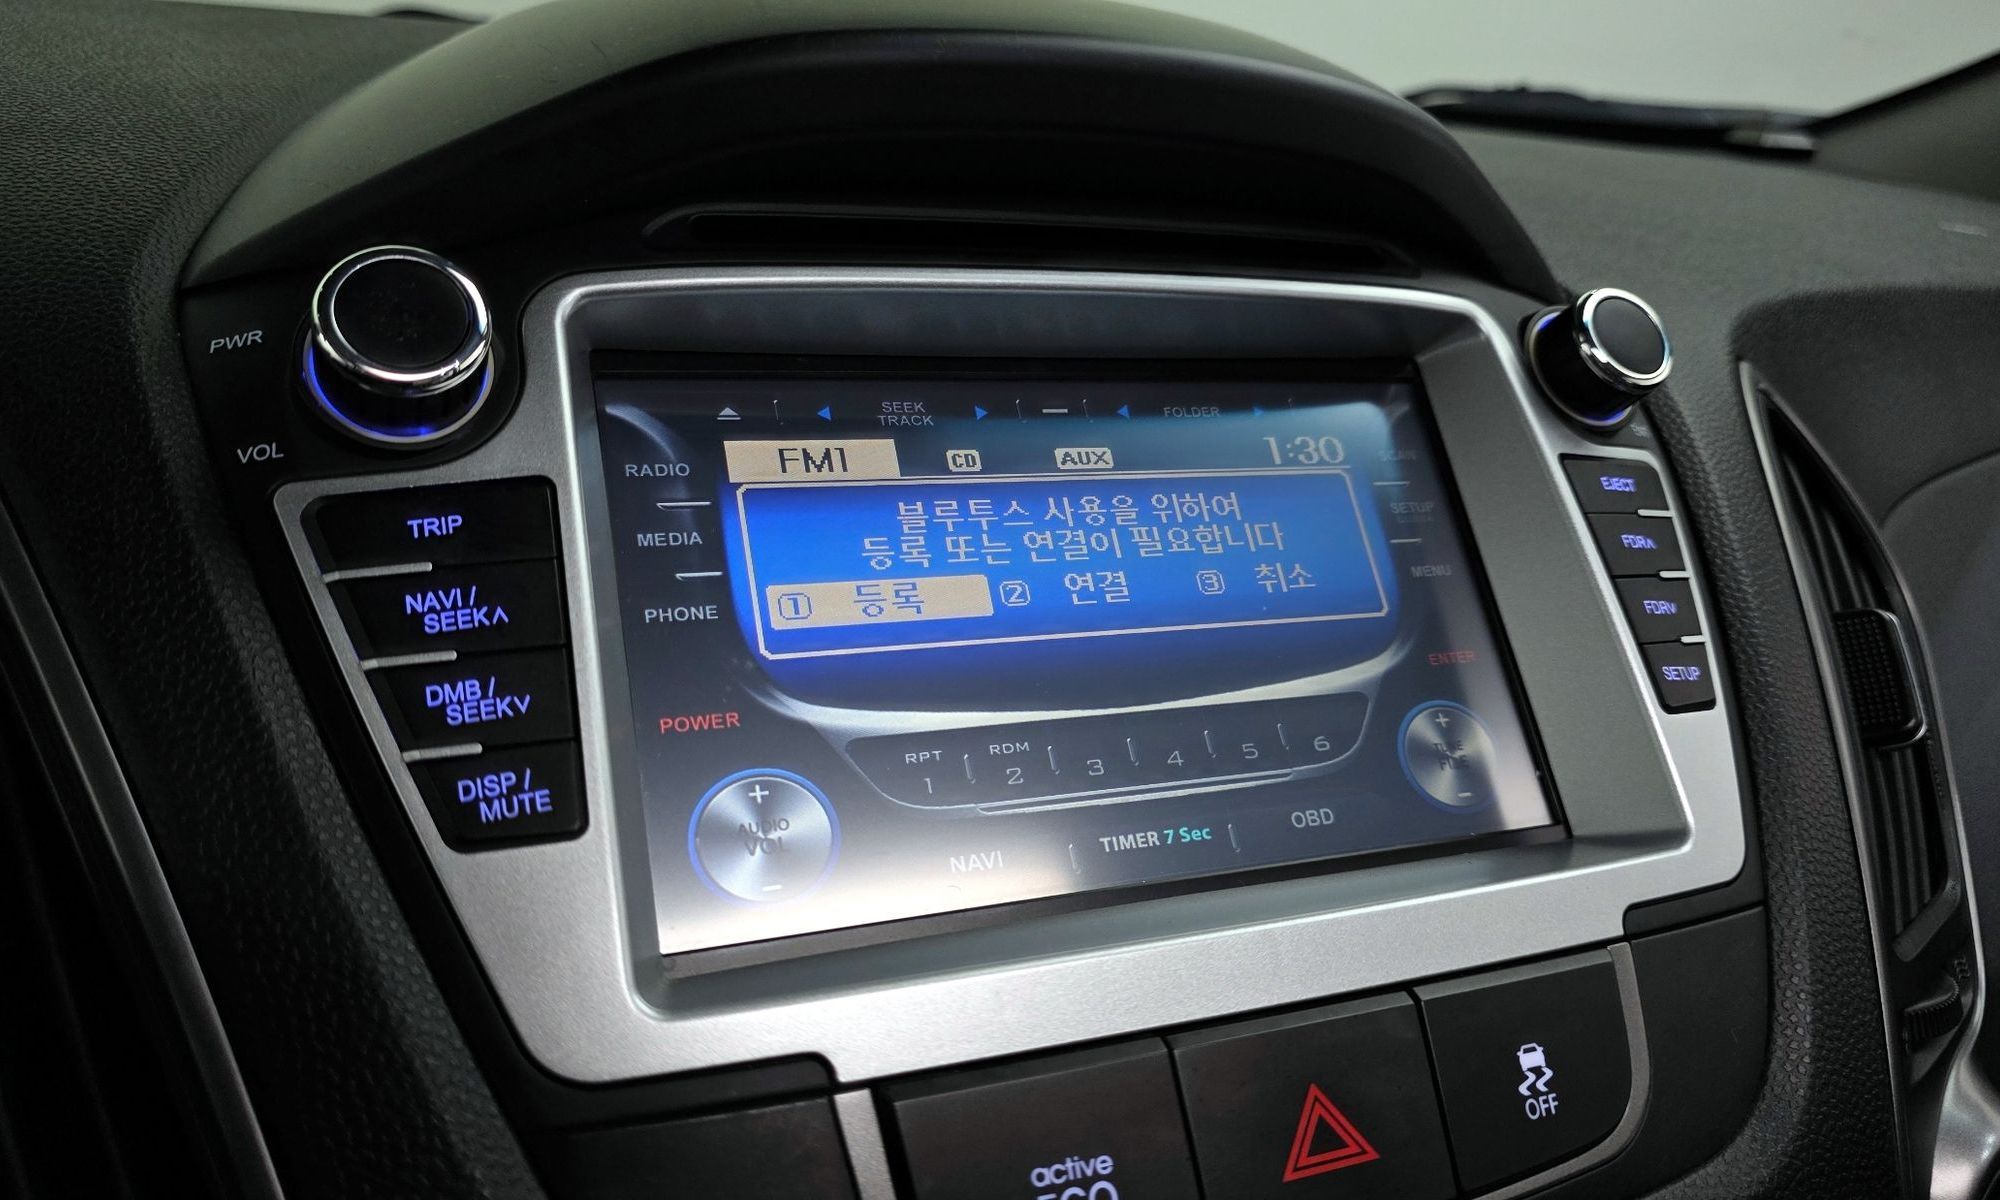 PWR
VOL
TRIP
NAVI /
SEEK∧
DMB /
SEEK∨
DISP /
MUTE
SEEK
TRACK
FOLDER
RADIO
MEDIA
PHONE
POWER
FM1
CD
AUX
1:30
블루투스 사용을 위하여
등록 또는 연결이 필요합니다
1 등록 2 연결 3 취소
SCAN
SETUP
MENU
ENTER
RPT RDM
1 2 3 4 5 6
+
AUDIO
VOL
−
+
TUNE
−
NAVI
TIMER 7 Sec
OBD
EJECT
FDR∧
FDR∨
SETUP
active
ECO
OFF